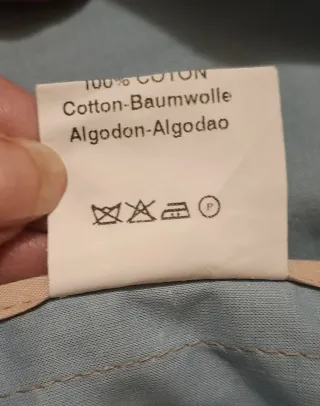 100% COTON
Cotton-Baumwolle
Algodon-Algodao
P